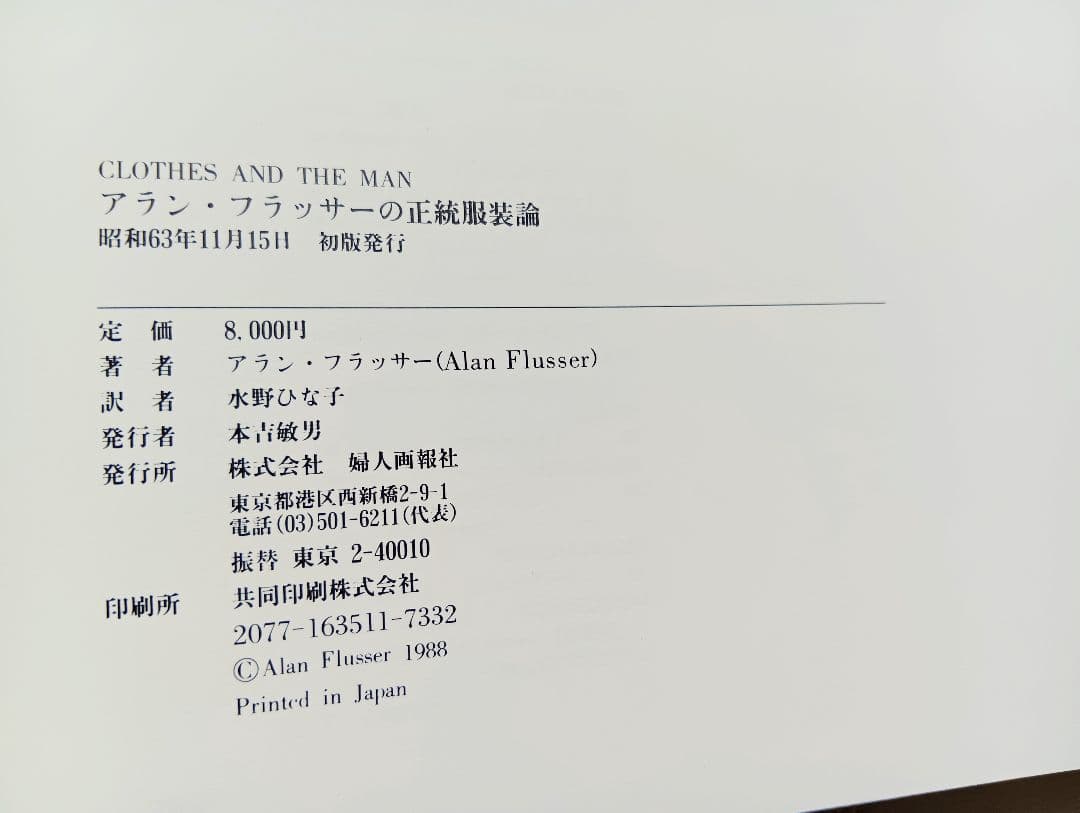 CLOTHES AND THE MAN
アラン・フラッサーの正統服装論
昭和63年11月15日　初版発行
定　価　8,000円
著　者　アラン・フラッサー(Alan Flusser)
訳　者　水野ひな子
発行者　本吉敏男
発行所　株式会社　婦人画報社
東京都港区西新橋2-9-1
電話(03)501-6211(代表)
振替 東京 2-40010
印刷所　共同印刷株式会社
2077-163511-7332
©Alan Flusser 1988
Printed in Japan